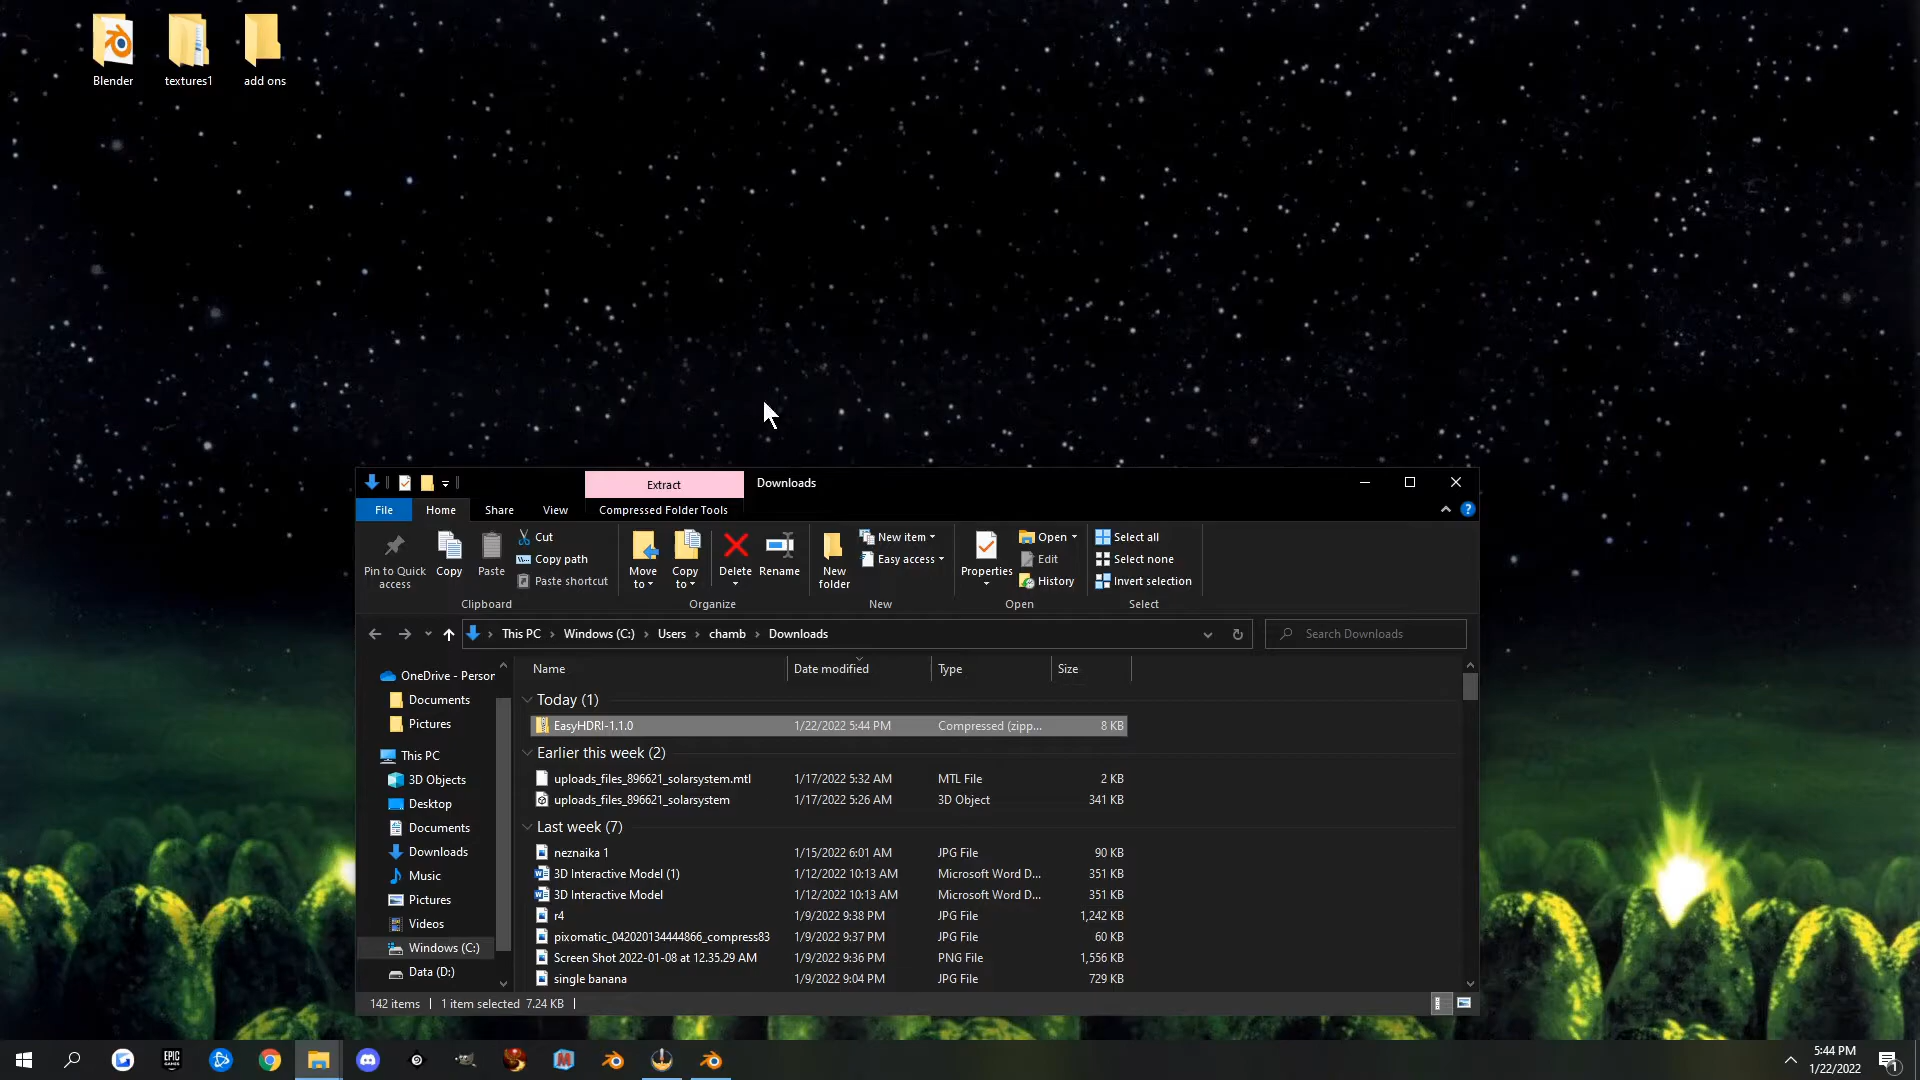 Blender
textures1
add ons
Extract
Downloads
File
Home
Share
View
Compressed Folder Tools
Pin to Quick access
Copy
Paste
Cut
Copy path
Paste shortcut
Clipboard
Move to
Copy to
Delete
Rename
Organize
New folder
New item
Easy access
New
Properties
Open
Edit
History
Open
Select all
Select none
Invert selection
Select
This PC > Windows (C:) > Users > chamb > Downloads
Search Downloads
OneDrive - Person
Documents
Pictures
This PC
3D Objects
Desktop
Documents
Downloads
Music
Pictures
Videos
Windows (C:)
Data (D:)
Name Date modified Type Size
Today (1)
EasyHDRI-1.1.0 1/22/2022 5:44 PM Compressed (zipp... 8 KB
Earlier this week (2)
uploads_files_896621_solarsystem.mtl 1/17/2022 5:32 AM MTL File 2 KB
uploads_files_896621_solarsystem 1/17/2022 5:26 AM 3D Object 341 KB
Last week (7)
neznaika 1 1/15/2022 6:01 AM JPG File 90 KB
3D Interactive Model (1) 1/12/2022 10:13 AM Microsoft Word D... 351 KB
3D Interactive Model 1/12/2022 10:13 AM Microsoft Word D... 351 KB
r4 1/9/2022 9:38 PM JPG File 1,242 KB
pixomatic_042020134444866_compress83 1/9/2022 9:37 PM JPG File 60 KB
Screen Shot 2022-01-08 at 12.35.29 AM 1/9/2022 9:36 PM PNG File 1,556 KB
single banana 1/9/2022 9:04 PM JPG File 729 KB
142 items 1 item selected 7.24 KB
EPIC GAMES
5:44 PM
1/22/2022
1